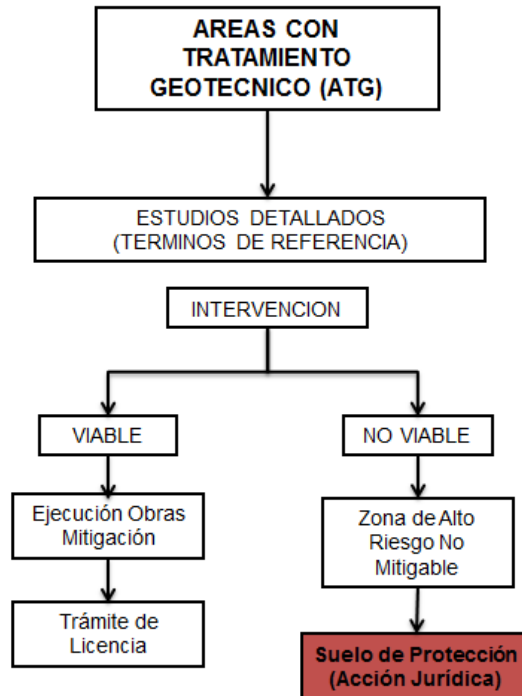 AREAS CON
TRATAMIENTO
GEOTECNICO (ATG)
ESTUDIOS DETALLADOS
(TERMINOS DE REFERENCIA)
INTERVENCION
VIABLE
NO VIABLE
Ejecución Obras
Mitigación
Zona de Alto
Riesgo No
Mitigable
Trámite de
Licencia
Suelo de Protección
(Acción Jurídica)